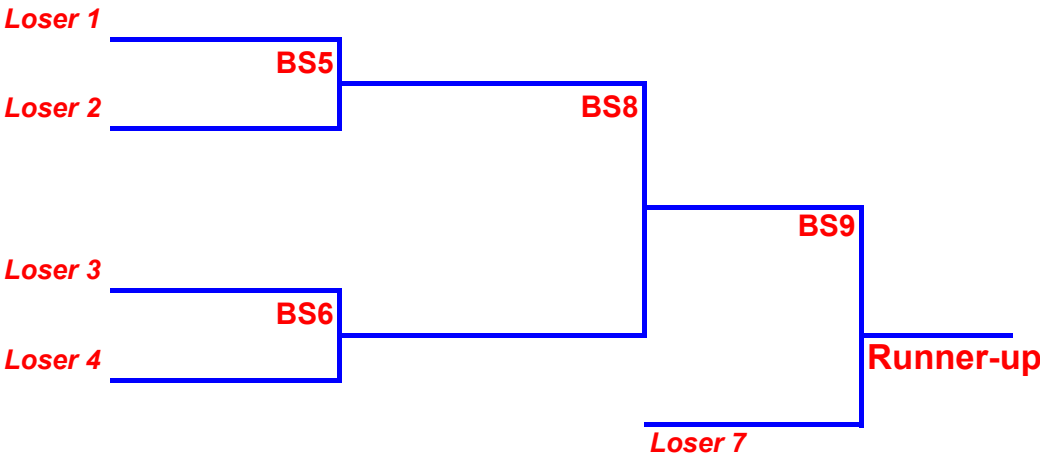 Loser 1
BS5
Loser 2
BS8
BS9
Loser 3
BS6
Loser 4
Runner-up
Loser 7